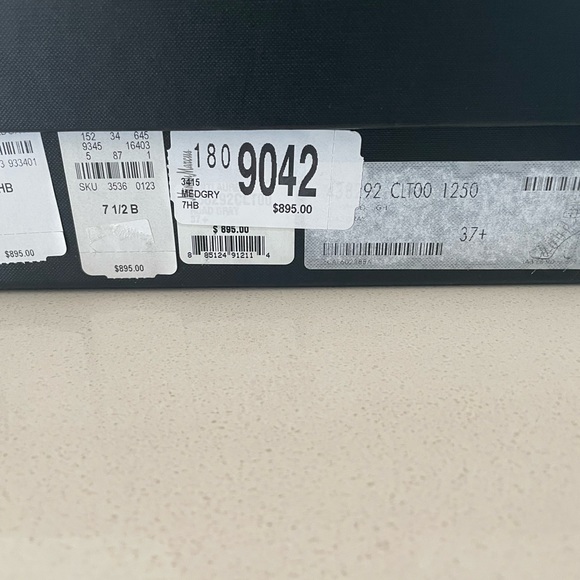 3 933401
HB
$895.00
152 34 645
9345 16403
5 87 1
SKU 3536 0123
7 1/2 B
$895.00
180 9042
3415
MEDGRY
7HB
$895.00
$ 895.00
8 85124 91211 4
92 CLT00 1250
37+